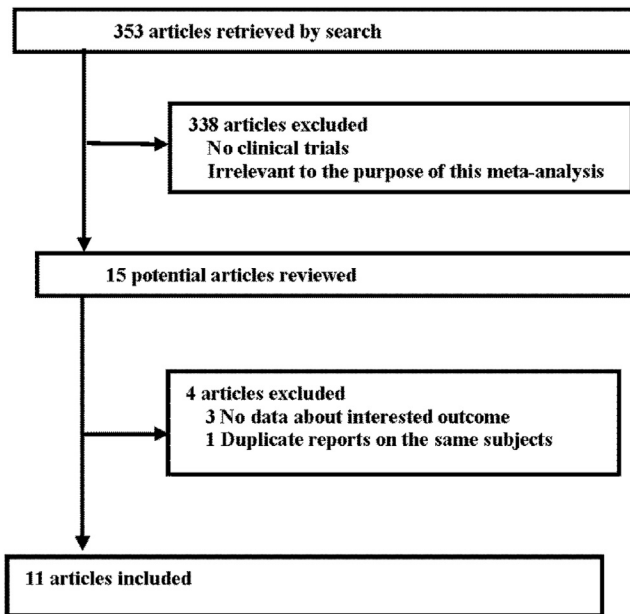 353 articles retrieved by search
338 articles excluded
No clinical trials
Irrelevant to the purpose of this meta-analysis
15 potential articles reviewed
4 articles excluded
3 No data about interested outcome
1 Duplicate reports on the same subjects
11 articles included